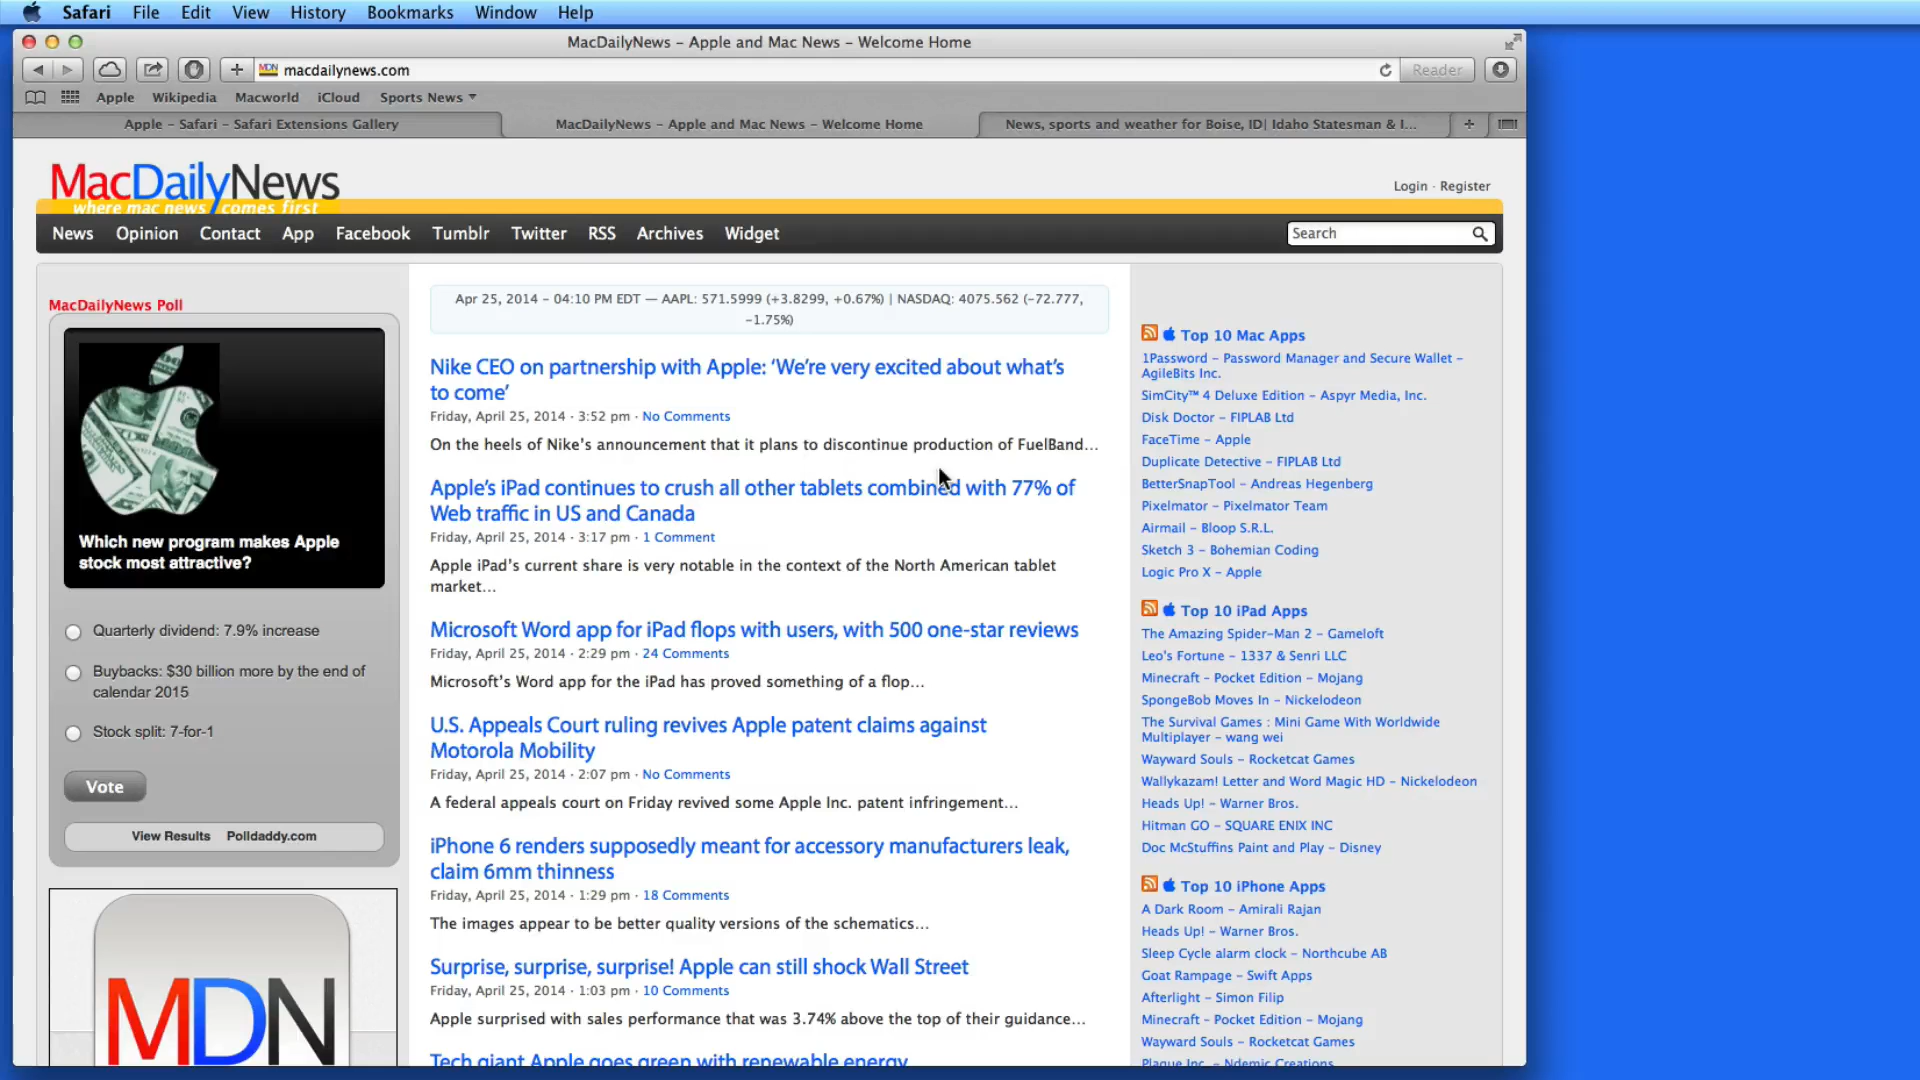 Safari File Edit View History Bookmarks Window Help
MacDailyNews – Apple and Mac News – Welcome Home
macdailynews.com
Reader
Apple Wikipedia Macworld iCloud Sports News
Apple – Safari – Safari Extensions Gallery
MacDailyNews – Apple and Mac News – Welcome Home
News, sports and weather for Boise, ID| Idaho Statesman & I...
MacDailyNews
where mac news comes first
Login · Register
News Opinion Contact App Facebook Tumblr Twitter RSS Archives Widget
Search
MacDailyNews Poll
Which new program makes Apple
stock most attractive?
Quarterly dividend: 7.9% increase
Buybacks: $30 billion more by the end of
calendar 2015
Stock split: 7-for-1
Vote
View Results Polldaddy.com
MDN
Apr 25, 2014 – 04:10 PM EDT — AAPL: 571.5999 (+3.8299, +0.67%) | NASDAQ: 4075.562 (–72.777,
–1.75%)
Nike CEO on partnership with Apple: ‘We’re very excited about what’s
to come’
Friday, April 25, 2014 · 3:52 pm · No Comments
On the heels of Nike’s announcement that it plans to discontinue production of FuelBand...
Apple’s iPad continues to crush all other tablets combined with 77% of
Web traffic in US and Canada
Friday, April 25, 2014 · 3:17 pm · 1 Comment
Apple iPad’s current share is very notable in the context of the North American tablet
market...
Microsoft Word app for iPad flops with users, with 500 one-star reviews
Friday, April 25, 2014 · 2:29 pm · 24 Comments
Microsoft’s Word app for the iPad has proved something of a flop...
U.S. Appeals Court ruling revives Apple patent claims against
Motorola Mobility
Friday, April 25, 2014 · 2:07 pm · No Comments
A federal appeals court on Friday revived some Apple Inc. patent infringement...
iPhone 6 renders supposedly meant for accessory manufacturers leak,
claim 6mm thinness
Friday, April 25, 2014 · 1:29 pm · 18 Comments
The images appear to be better quality versions of the schematics...
Surprise, surprise, surprise! Apple can still shock Wall Street
Friday, April 25, 2014 · 1:03 pm · 10 Comments
Apple surprised with sales performance that was 3.74% above the top of their guidance...
Tech giant Apple goes green with renewable energy
Top 10 Mac Apps
1Password – Password Manager and Secure Wallet –
AgileBits Inc.
SimCity™ 4 Deluxe Edition – Aspyr Media, Inc.
Disk Doctor – FIPLAB Ltd
FaceTime – Apple
Duplicate Detective – FIPLAB Ltd
BetterSnapTool – Andreas Hegenberg
Pixelmator – Pixelmator Team
Airmail – Bloop S.R.L.
Sketch 3 – Bohemian Coding
Logic Pro X – Apple
Top 10 iPad Apps
The Amazing Spider–Man 2 – Gameloft
Leo’s Fortune – 1337 & Senri LLC
Minecraft – Pocket Edition – Mojang
SpongeBob Moves In – Nickelodeon
The Survival Games : Mini Game With Worldwide
Multiplayer – wang wei
Wayward Souls – Rocketcat Games
Wallykazam! Letter and Word Magic HD – Nickelodeon
Heads Up! – Warner Bros.
Hitman GO – SQUARE ENIX INC
Doc McStuffins Paint and Play – Disney
Top 10 iPhone Apps
A Dark Room – Amirali Rajan
Heads Up! – Warner Bros.
Sleep Cycle alarm clock – Northcube AB
Goat Rampage – Swift Apps
Afterlight – Simon Filip
Minecraft – Pocket Edition – Mojang
Wayward Souls – Rocketcat Games
Plague Inc. – Ndemic Creations